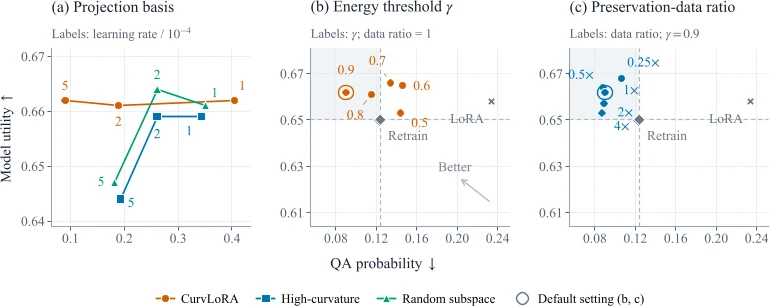 (a) Projection basis
Labels: learning rate / 10⁻⁴
Model utility ↑
0.67
0.66
0.65
0.64
0.1
0.2
0.3
0.4
5
2
1
2
1
2
1
5
5
(b) Energy threshold γ
Labels: γ; data ratio = 1
0.69
0.67
0.65
0.63
0.61
0.08
0.12
0.16
0.20
0.24
0.9
0.8
0.7
0.6
0.5
LoRA
Retrain
Better
QA probability ↓
(c) Preservation-data ratio
Labels: data ratio; γ = 0.9
0.69
0.67
0.65
0.63
0.61
0.08
0.12
0.16
0.20
0.24
0.25×
0.5×
1×
2×
4×
LoRA
Retrain
CurvLoRA
High-curvature
Random subspace
Default setting (b, c)